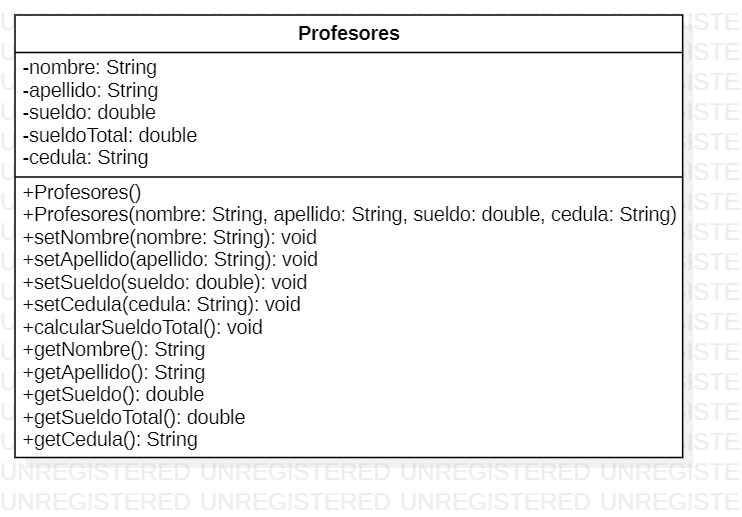 Profesores
-nombre: String
-apellido: String
-sueldo: double
-sueldoTotal: double
-cedula: String
+Profesores()
+Profesores(nombre: String, apellido: String, sueldo: double, cedula: String)
+setNombre(nombre: String): void
+setApellido(apellido: String): void
+setSueldo(sueldo: double): void
+setCedula(cedula: String): void
+calcularSueldoTotal(): void
+getNombre(): String
+getApellido(): String
+getSueldo(): double
+getSueldoTotal(): double
+getCedula(): String
UNREGISTERED UNREGISTERED UNREGISTERED UNREGISTE
UNREGISTERED UNREGISTERED UNREGISTERED UNREGISTE